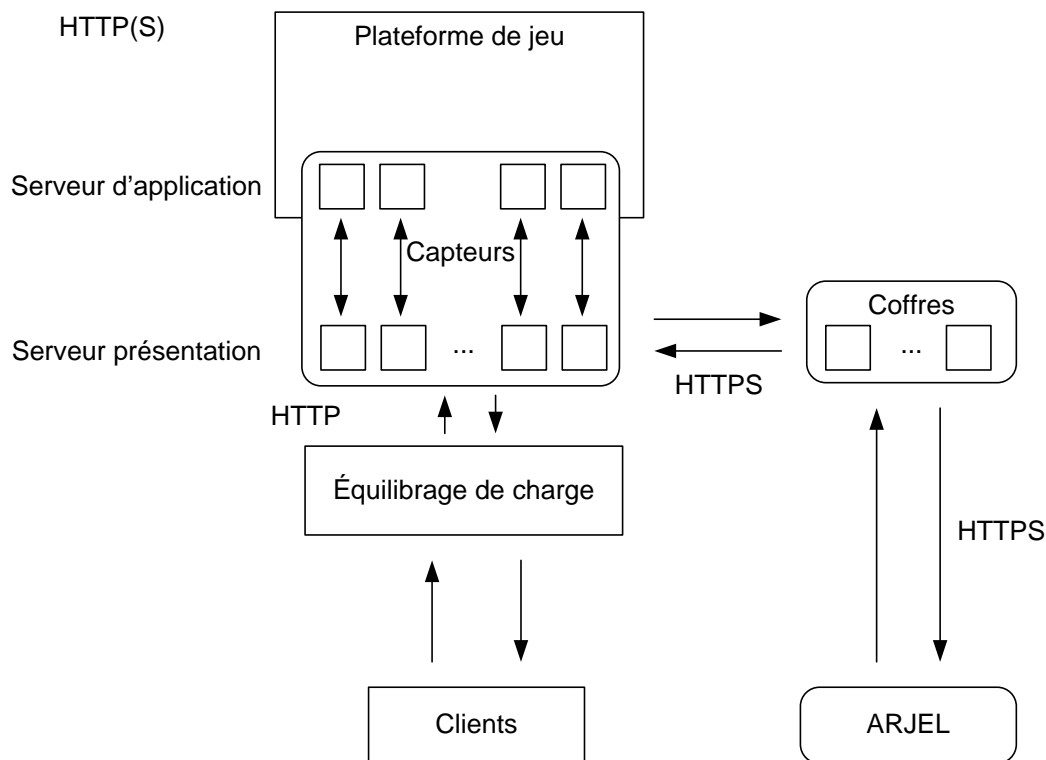 HTTP(S)
Plateforme de jeu
Serveur d'application
Capteurs
Serveur présentation
...
Coffres
...
HTTPS
HTTP
Équilibrage de charge
HTTPS
Clients
ARJEL